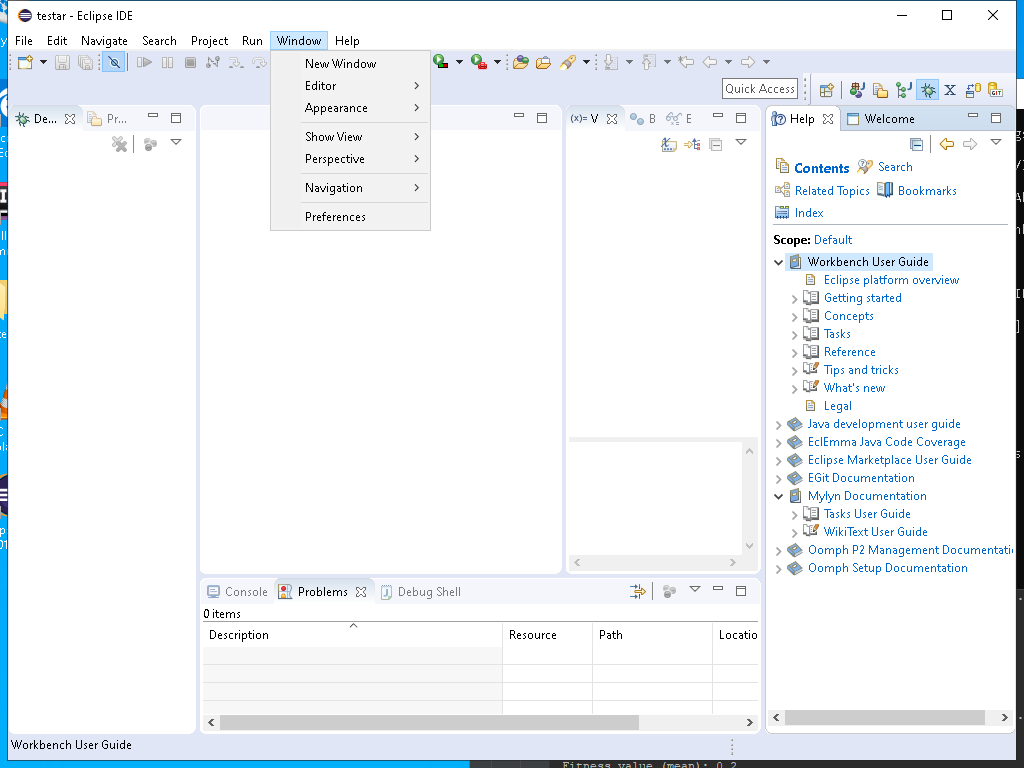 testar - Eclipse IDE
File Edit Navigate Search Project Run Window Help
New Window
Editor
Appearance
Show View
Perspective
Navigation
Preferences
Quick Access
De...
Pr...
(x)= V
B
E
Help
Welcome
Contents
Search
Related Topics
Bookmarks
Index
Scope: Default
Workbench User Guide
Eclipse platform overview
Getting started
Concepts
Tasks
Reference
Tips and tricks
What's new
Legal
Java development user guide
EclEmma Java Code Coverage
Eclipse Marketplace User Guide
EGit Documentation
Mylyn Documentation
Tasks User Guide
WikiText User Guide
Oomph P2 Management Documentati
Oomph Setup Documentation
Console
Problems
Debug Shell
0 items
Description Resource Path Locatio
Workbench User Guide
Fitness value (mean): 0.2